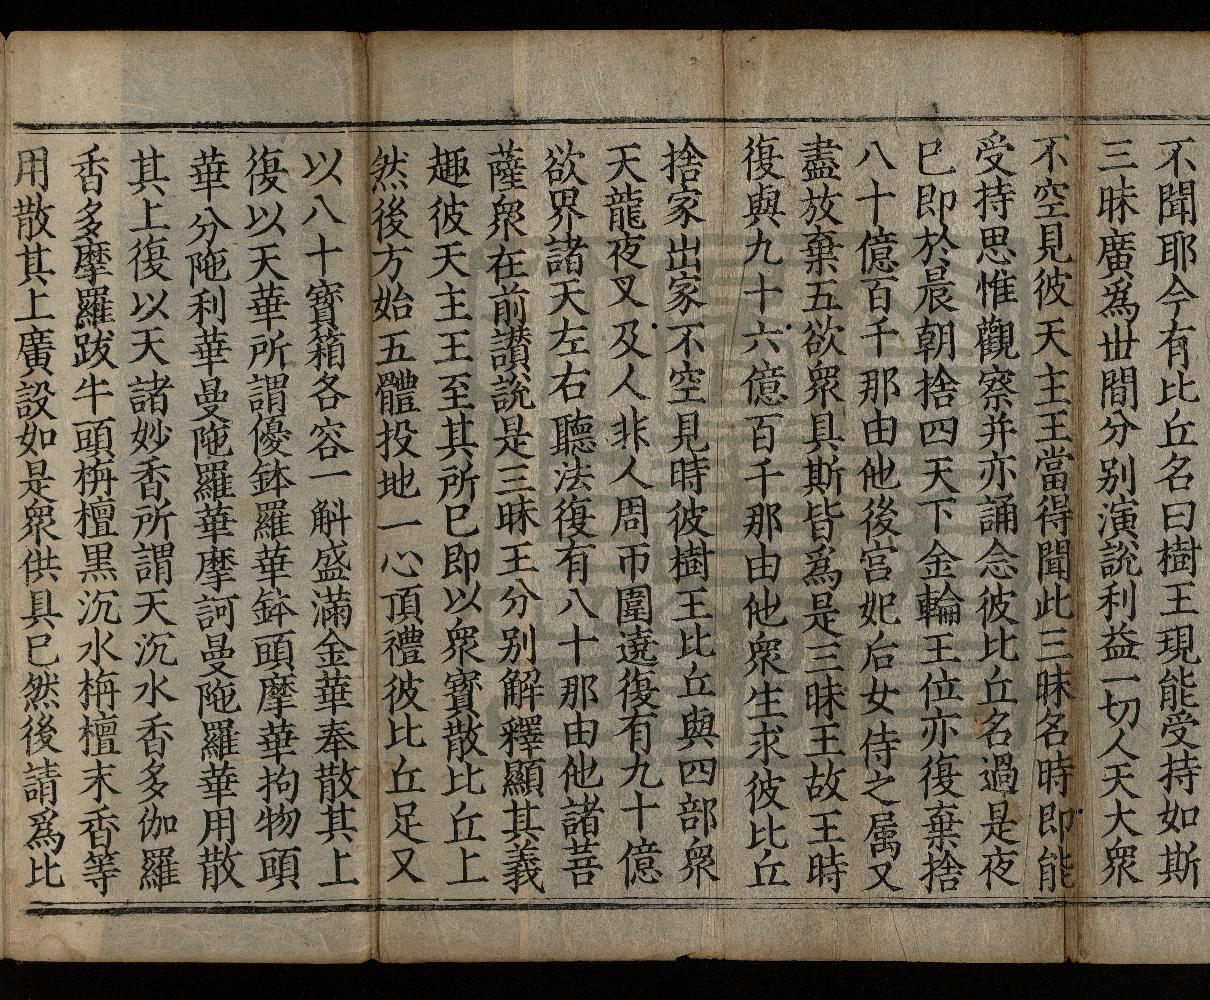 不聞耶今有比丘名曰樹王現能受持如斯
三昧廣爲世間分别演說利益一切人天大衆
不空見彼天主王當得聞此三昧名時即能
受持思惟觀察并亦誦念彼比丘名過是夜
已即於晨朝捨四天下金輪王位亦復棄捨
八十億百千那由他後宮妃后女侍之属又
盡放棄五欲衆具斯皆爲是三昧王故王時
復與九十六億百千那由他衆生求彼比丘
捨家出家不空見時彼樹王比丘與四部衆
天龍夜叉及人非人周帀圍遶復有九十億
欲界諸天左右聽法復有八十那由他諸菩
薩衆在前讃說是三昧王分别解釋顯其義
趣彼天主王至其所已即以衆寳散比丘上
然後方始五體投地一心頂禮彼比丘足又
以八十寳箱各容一斛盛滿金華奉散其上
復以天華所謂優鉢羅華鉢頭摩華拘物頭
華分陁利華曼陁羅華摩訶曼陁羅華用散
其上復以天諸妙香所謂天沉水香多伽羅
香多摩羅跋牛頭栴檀黒沉水栴檀末香等
用散其上廣設如是衆供具已然後請爲比